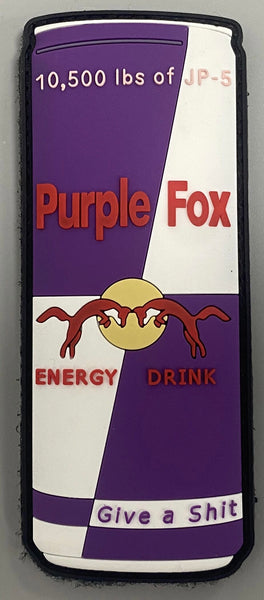 10,500 lbs of JP-5
Purple Fox
ENERGY DRINK
Give a Shit